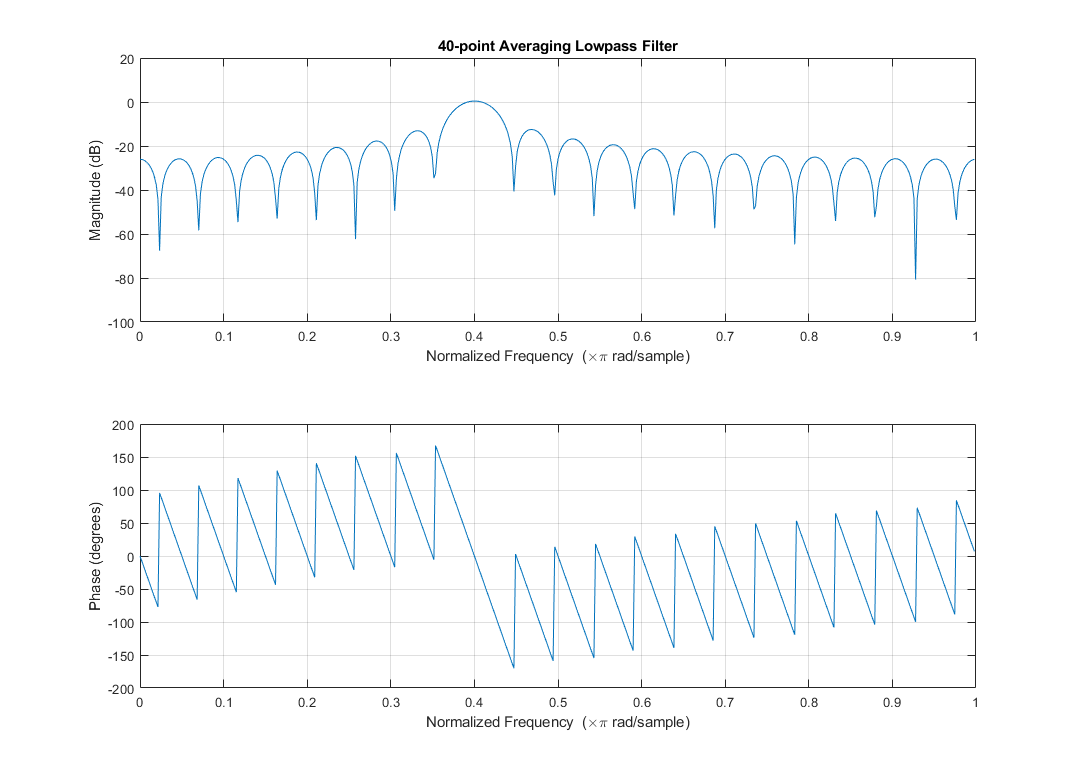 40-point Averaging Lowpass Filter
20
0
-20
-40
-60
-80
-100
Magnitude (dB)
0 0.1 0.2 0.3 0.4 0.5 0.6 0.7 0.8 0.9 1
Normalized Frequency (×π rad/sample)
200
150
100
50
0
-50
-100
-150
-200
Phase (degrees)
0 0.1 0.2 0.3 0.4 0.5 0.6 0.7 0.8 0.9 1
Normalized Frequency (×π rad/sample)